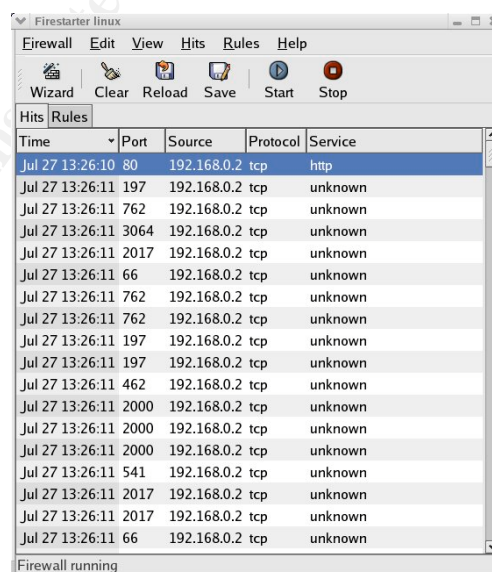 Firestarter linux
Firewall Edit View Hits Rules Help
Wizard Clear Reload Save Start Stop
Hits Rules
Time Port Source Protocol Service
Jul 27 13:26:10 80 192.168.0.2 tcp http
Jul 27 13:26:11 197 192.168.0.2 tcp unknown
Jul 27 13:26:11 762 192.168.0.2 tcp unknown
Jul 27 13:26:11 3064 192.168.0.2 tcp unknown
Jul 27 13:26:11 2017 192.168.0.2 tcp unknown
Jul 27 13:26:11 66 192.168.0.2 tcp unknown
Jul 27 13:26:11 762 192.168.0.2 tcp unknown
Jul 27 13:26:11 762 192.168.0.2 tcp unknown
Jul 27 13:26:11 197 192.168.0.2 tcp unknown
Jul 27 13:26:11 197 192.168.0.2 tcp unknown
Jul 27 13:26:11 462 192.168.0.2 tcp unknown
Jul 27 13:26:11 2000 192.168.0.2 tcp unknown
Jul 27 13:26:11 2000 192.168.0.2 tcp unknown
Jul 27 13:26:11 2000 192.168.0.2 tcp unknown
Jul 27 13:26:11 541 192.168.0.2 tcp unknown
Jul 27 13:26:11 2017 192.168.0.2 tcp unknown
Jul 27 13:26:11 2017 192.168.0.2 tcp unknown
Jul 27 13:26:11 66 192.168.0.2 tcp unknown
Firewall running